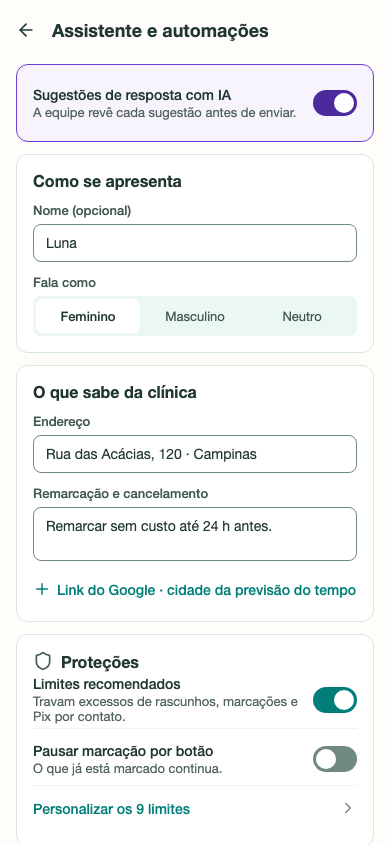 Assistente e automações
Sugestões de resposta com IA
A equipe revê cada sugestão antes de enviar.
Como se apresenta
Nome (opcional)
Luna
Fala como
Feminino
Masculino
Neutro
O que sabe da clínica
Endereço
Rua das Acácias, 120 · Campinas
Remarcação e cancelamento
Remarcar sem custo até 24 h antes.
Link do Google · cidade da previsão do tempo
Proteções
Limites recomendados
Travam excessos de rascunhos, marcações e
Pix por contato.
Pausar marcação por botão
O que já está marcado continua.
Personalizar os 9 limites